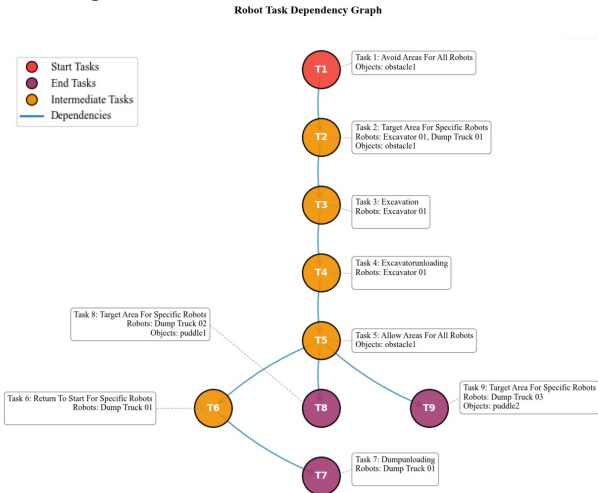 Robot Task Dependency Graph
Start Tasks
End Tasks
Intermediate Tasks
Dependencies
T1
Task 1: Avoid Areas For All Robots
Objects: obstacle1
T2
Task 2: Target Area For Specific Robots
Robots: Excavator 01, Dump Truck 01
Objects: obstacle1
T3
Task 3: Excavation
Robots: Excavator 01
T4
Task 4: Excavatorunloading
Robots: Excavator 01
Task 8: Target Area For Specific Robots
Robots: Dump Truck 02
Objects: puddle1
T5
Task 5: Allow Areas For All Robots
Objects: obstacle1
Task 6: Return To Start For Specific Robots
Robots: Dump Truck 01
T6
T8
T9
Task 9: Target Area For Specific Robots
Robots: Dump Truck 03
Objects: puddle2
T7
Task 7: Dumpunloading
Robots: Dump Truck 01